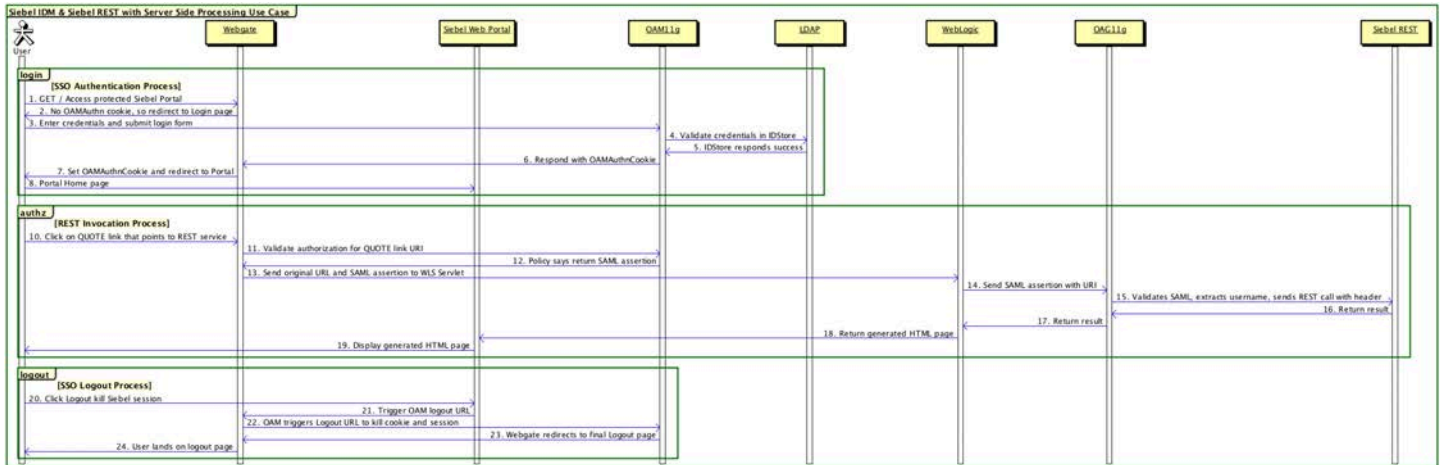 Siebel IDM & Siebel REST with Server Side Processing Use Case
User
Webgate
Siebel Web Portal
OAM11g
LDAP
WebLogic
OAG11g
Siebel REST
login
[SSO Authentication Process]
1. GET / Access protected Siebel Portal
2. No OAMAuthn cookie, so redirect to Login page
3. Enter credentials and submit login form
4. Validate credentials in IDStore
5. IDStore responds success
6. Respond with OAMAuthnCookie
7. Set OAMAuthnCookie and redirect to Portal
8. Portal Home page
authz
[REST Invocation Process]
10. Click on QUOTE link that points to REST service
11. Validate authorization for QUOTE link URI
12. Policy says return SAML assertion
13. Send original URL and SAML assertion to WLS Servlet
14. Send SAML assertion with URI
15. Validates SAML, extracts username, sends REST call with header
16. Return result
17. Return result
18. Return generated HTML page
19. Display generated HTML page
logout
[SSO Logout Process]
20. Click Logout kill Siebel session
21. Trigger OAM logout URL
22. OAM triggers Logout URL to kill cookie and session
23. Webgate redirects to final Logout page
24. User lands on logout page